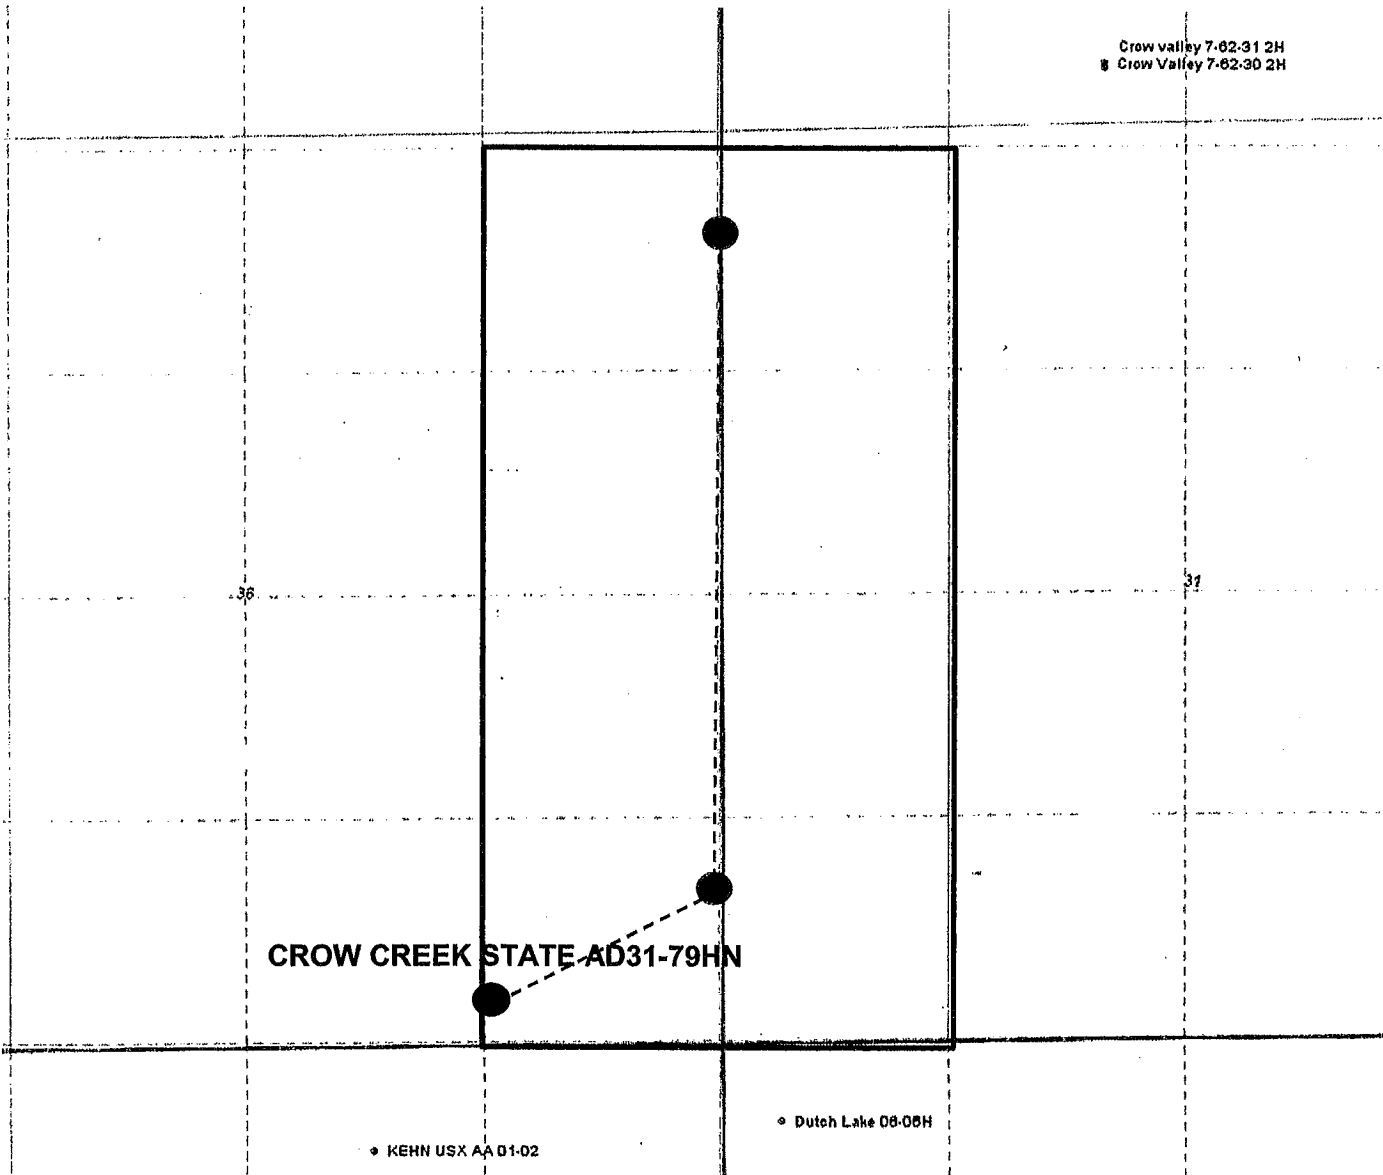 Crow valley 7-62-31 2H
Crow Valley 7-62-30 2H
36
31
CROW CREEK STATE AD31-79HN
Dutch Lake 06-06H
KEHN USX AA 01-02